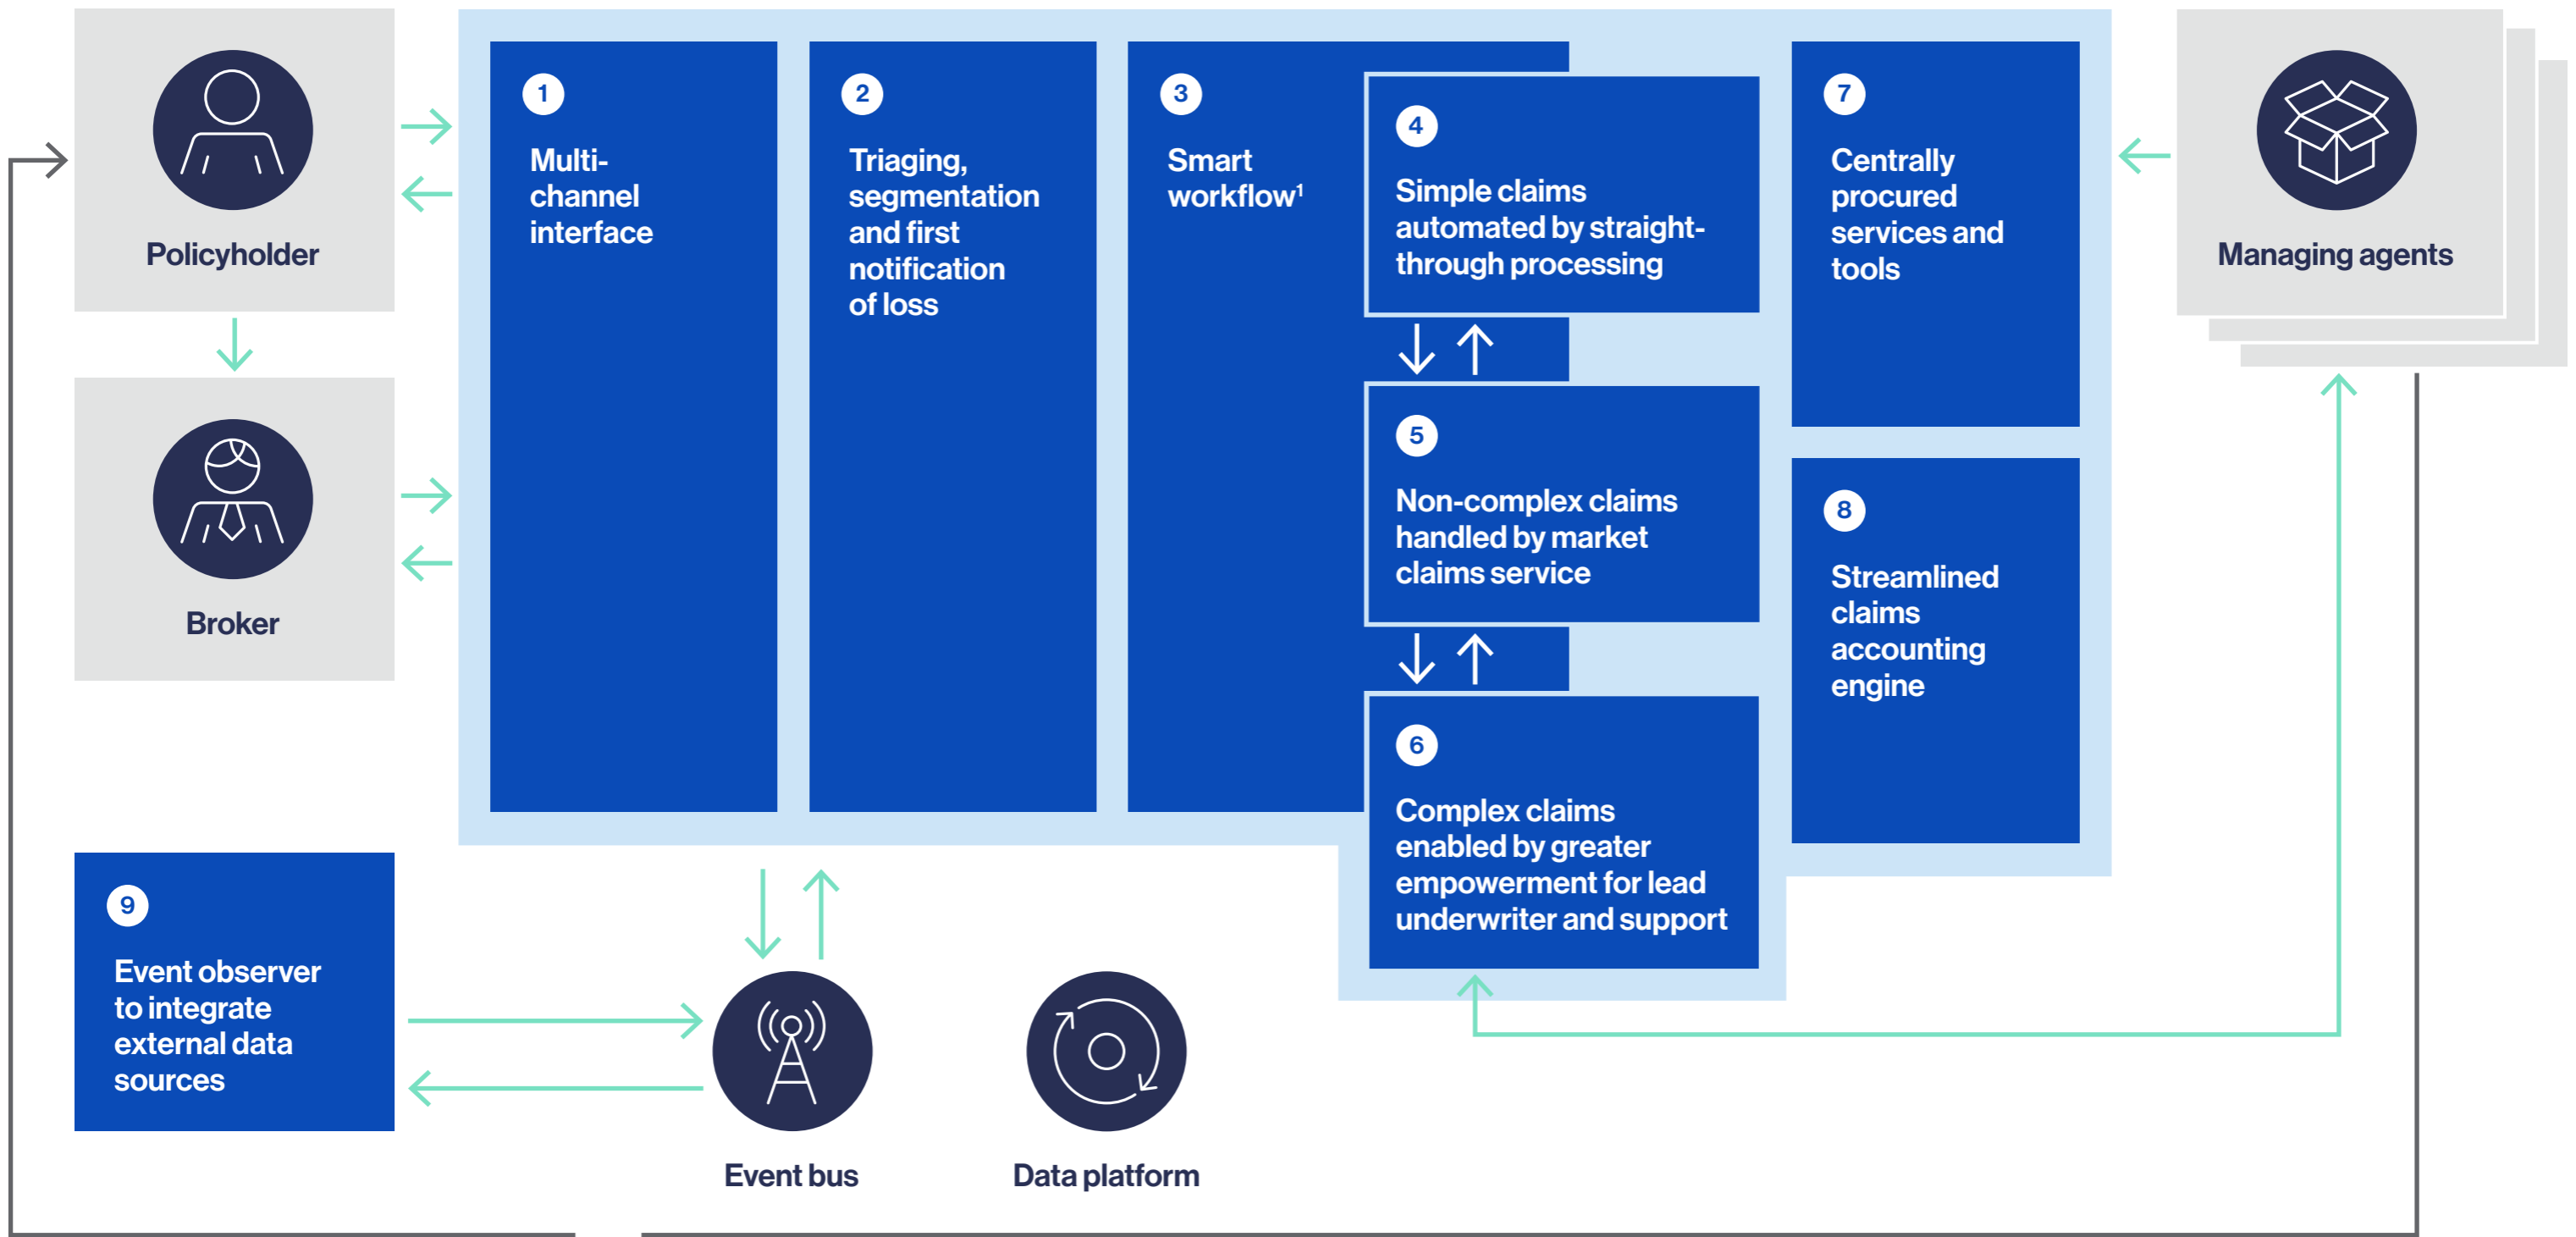 Policyholder
Broker
1
Multi-
channel
interface
2
Triaging,
segmentation
and first
notification
of loss
3
Smart
workflow¹
4
Simple claims
automated by straight-
through processing
5
Non-complex claims
handled by market
claims service
6
Complex claims
enabled by greater
empowerment for lead
underwriter and support
7
Centrally
procured
services and
tools
8
Streamlined
claims
accounting
engine
Managing agents
9
Event observer
to integrate
external data
sources
Event bus
Data platform